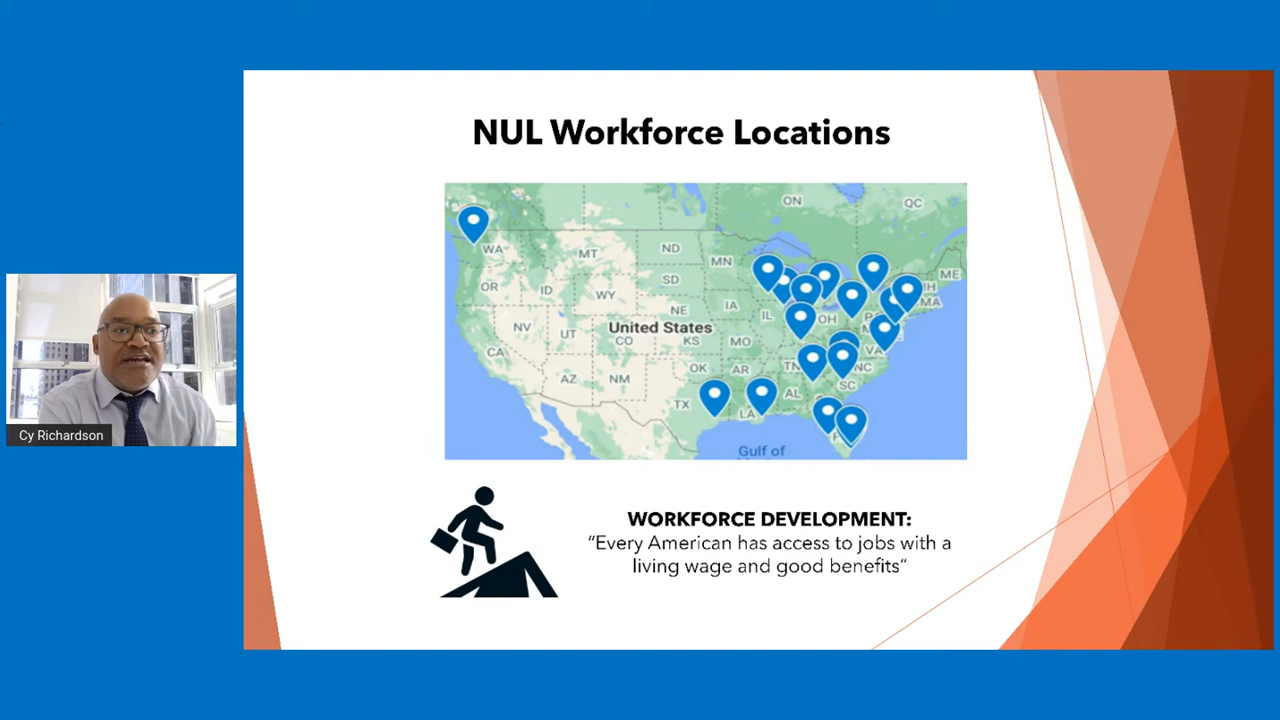 NUL Workforce Locations
ON
QC
WA
MT
ND
MN
ME
OR
ID
SD
WY
IA
MA
NE
IL
OH
NV
UT
United States
CO
KS
MO
VA
CA
OK
TN
NC
AZ
NM
AR
SC
TX
AL
LA
Gulf of
Cy Richardson
WORKFORCE DEVELOPMENT:
“Every American has access to jobs with a
living wage and good benefits“